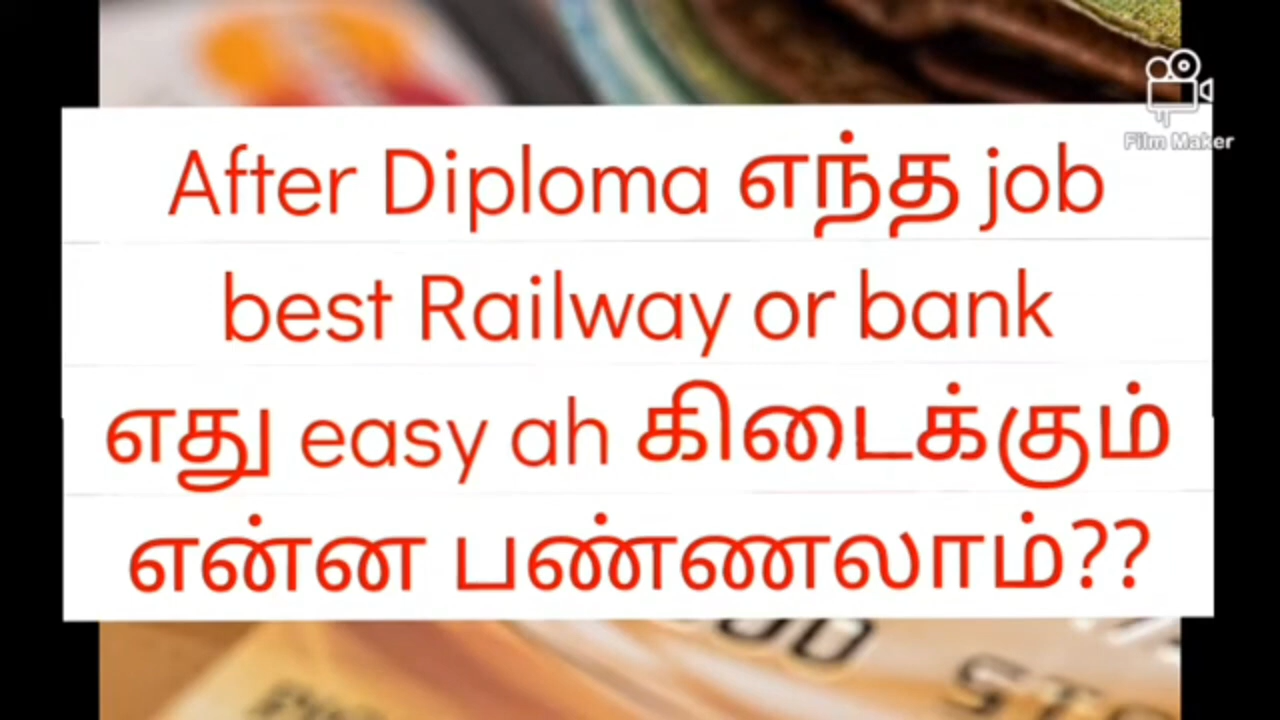 Film Maker
After Diploma எந்த job
best Railway or bank
எது easy ah கிடைக்கும்
என்ன பண்ணலாம்??